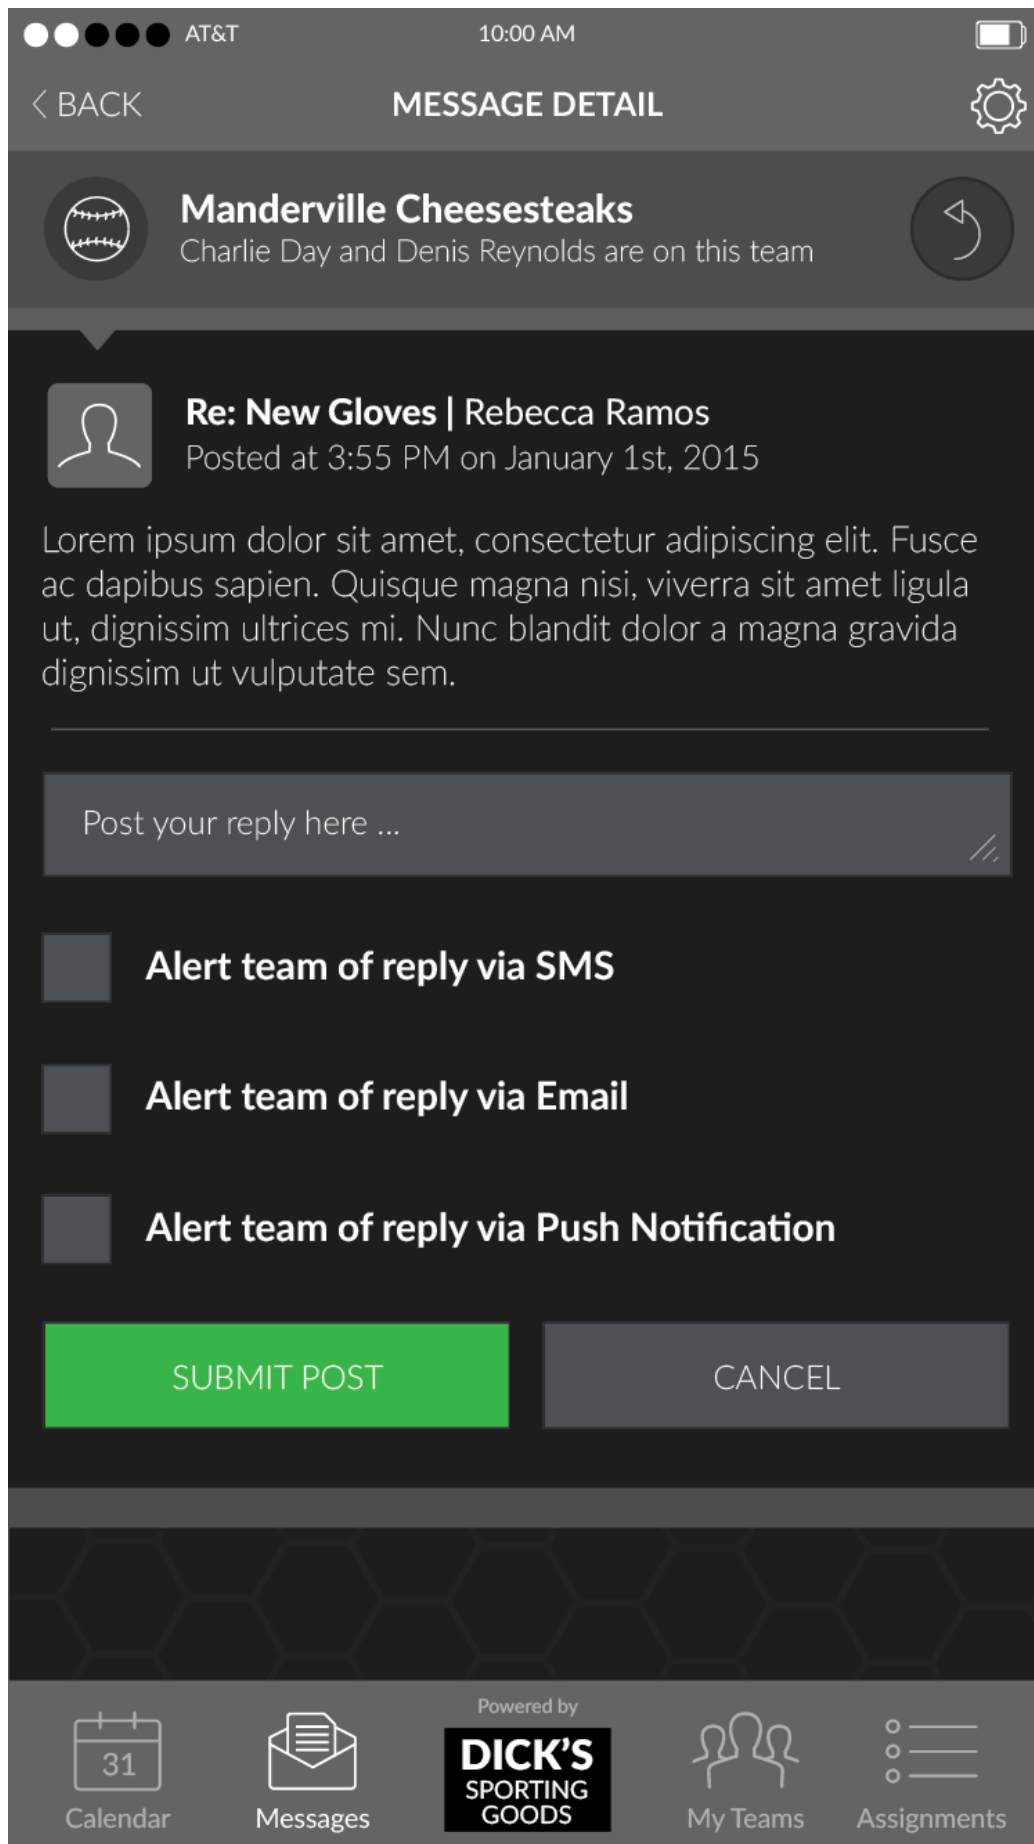 AT&T 10:00 AM
BACK MESSAGE DETAIL
Manderville Cheesesteaks
Charlie Day and Denis Reynolds are on this team
Re: New Gloves | Rebecca Ramos
Posted at 3:55 PM on January 1st, 2015
Lorem ipsum dolor sit amet, consectetur adipiscing elit. Fusce
ac dapibus sapien. Quisque magna nisi, viverra sit amet ligula
ut, dignissim ultrices mi. Nunc blandit dolor a magna gravida
dignissim ut vulputate sem.
Post your reply here ...
Alert team of reply via SMS
Alert team of reply via Email
Alert team of reply via Push Notification
SUBMIT POST CANCEL
31
Calendar
Messages
Powered by
DICK'S
SPORTING
GOODS
My Teams
Assignments